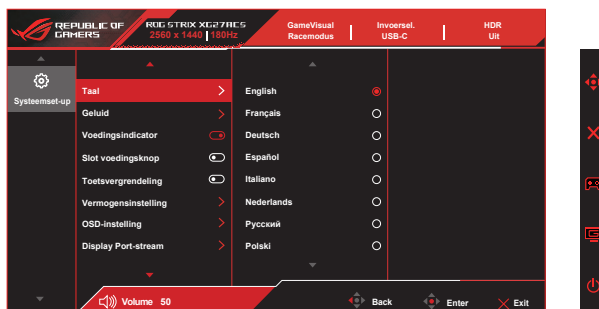 REPUBLIC OF GAMERS
ROG STRIX XG27ACS
2560 x 1440 | 180Hz
GameVisual
Racemodus
Invoersel.
USB-C
HDR
Uit
Systeemset-up
Taal
Geluid
Voedingsindicator
Slot voedingsknop
Toetsvergrendeling
Vermogensinstelling
OSD-instelling
Display Port-stream
English
Français
Deutsch
Español
Italiano
Nederlands
Русский
Polski
Volume 50
Back
Enter
Exit